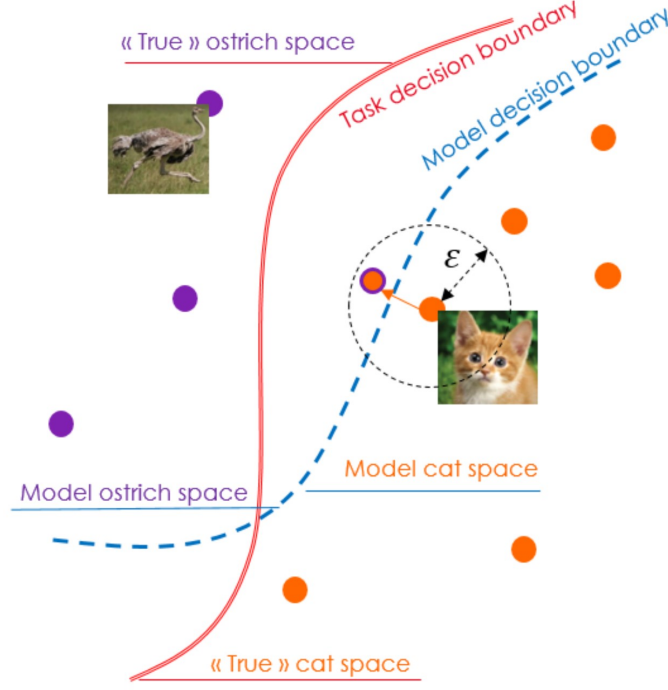 « True » ostrich space
Task decision boundary
Model decision boundary
ε
Model cat space
Model ostrich space
« True » cat space